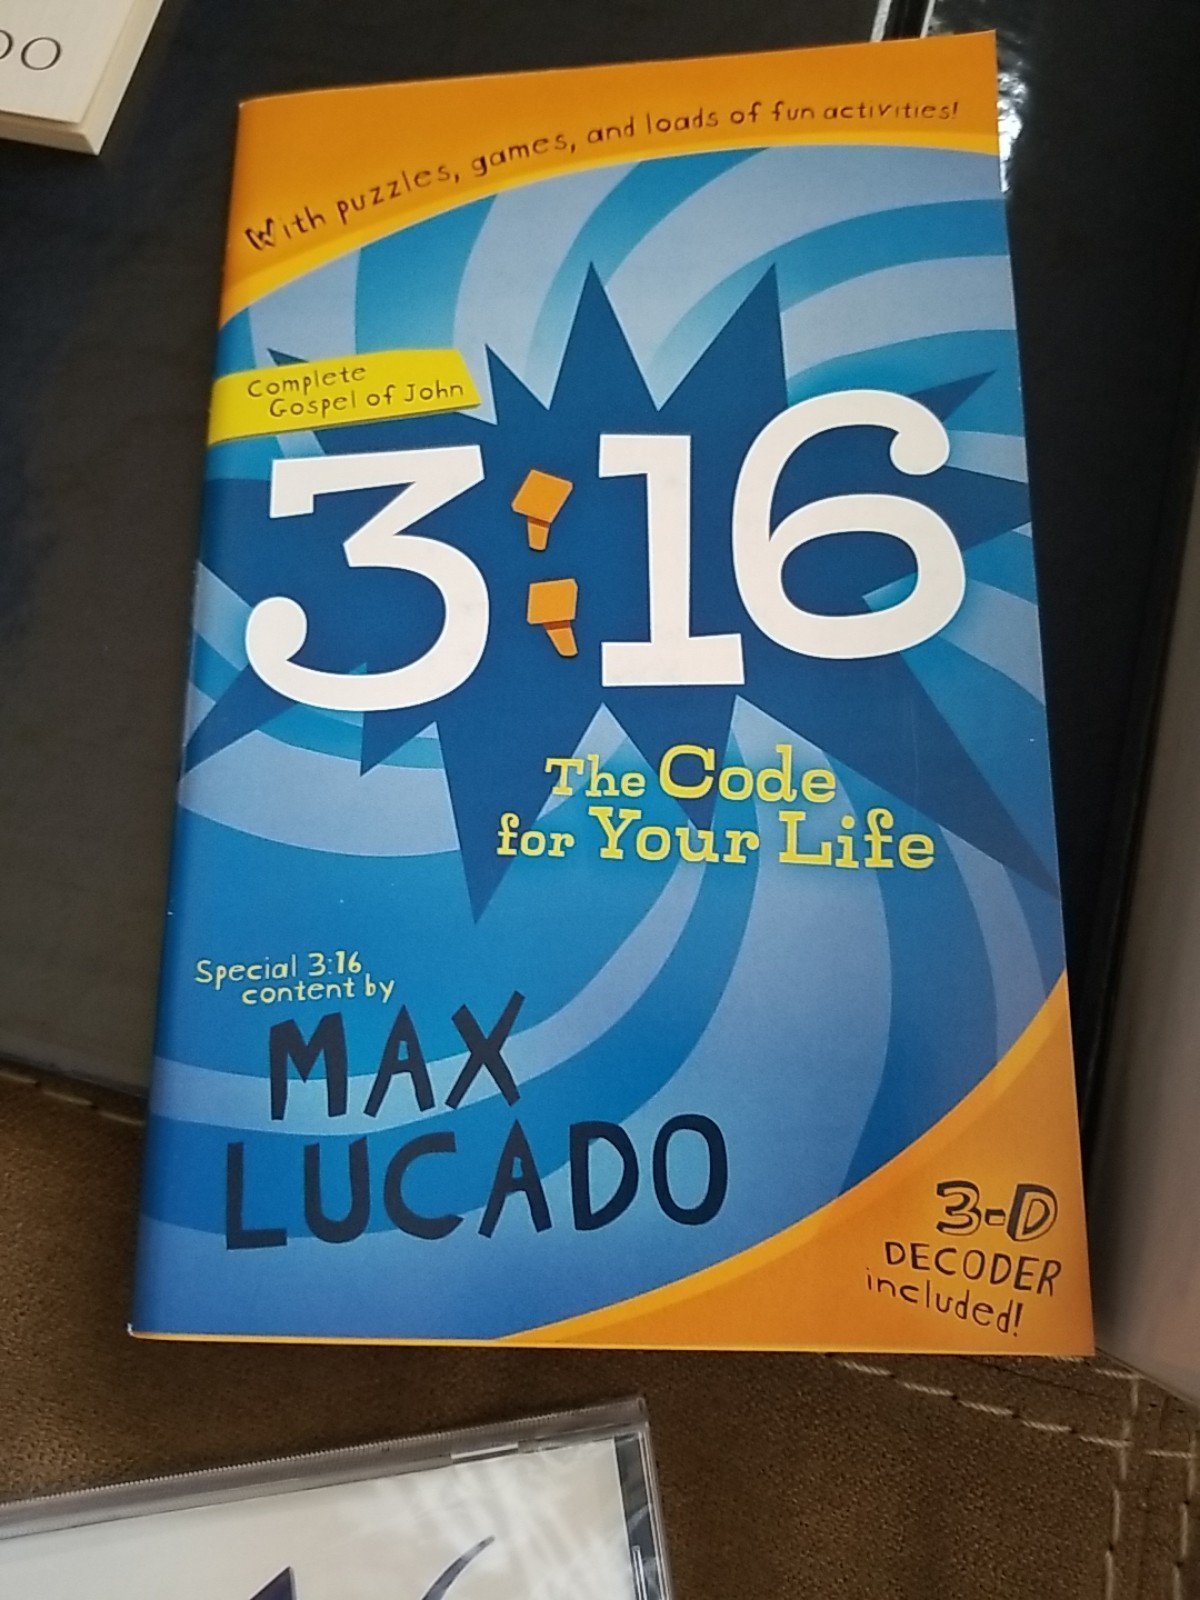 DO
With puzzles, games, and loads of fun activities!
Complete
Gospel of John
3:16
The Code
for Your Life
Special 3:16
content by
MAX
LUCADO
3-D
DECODER
included!